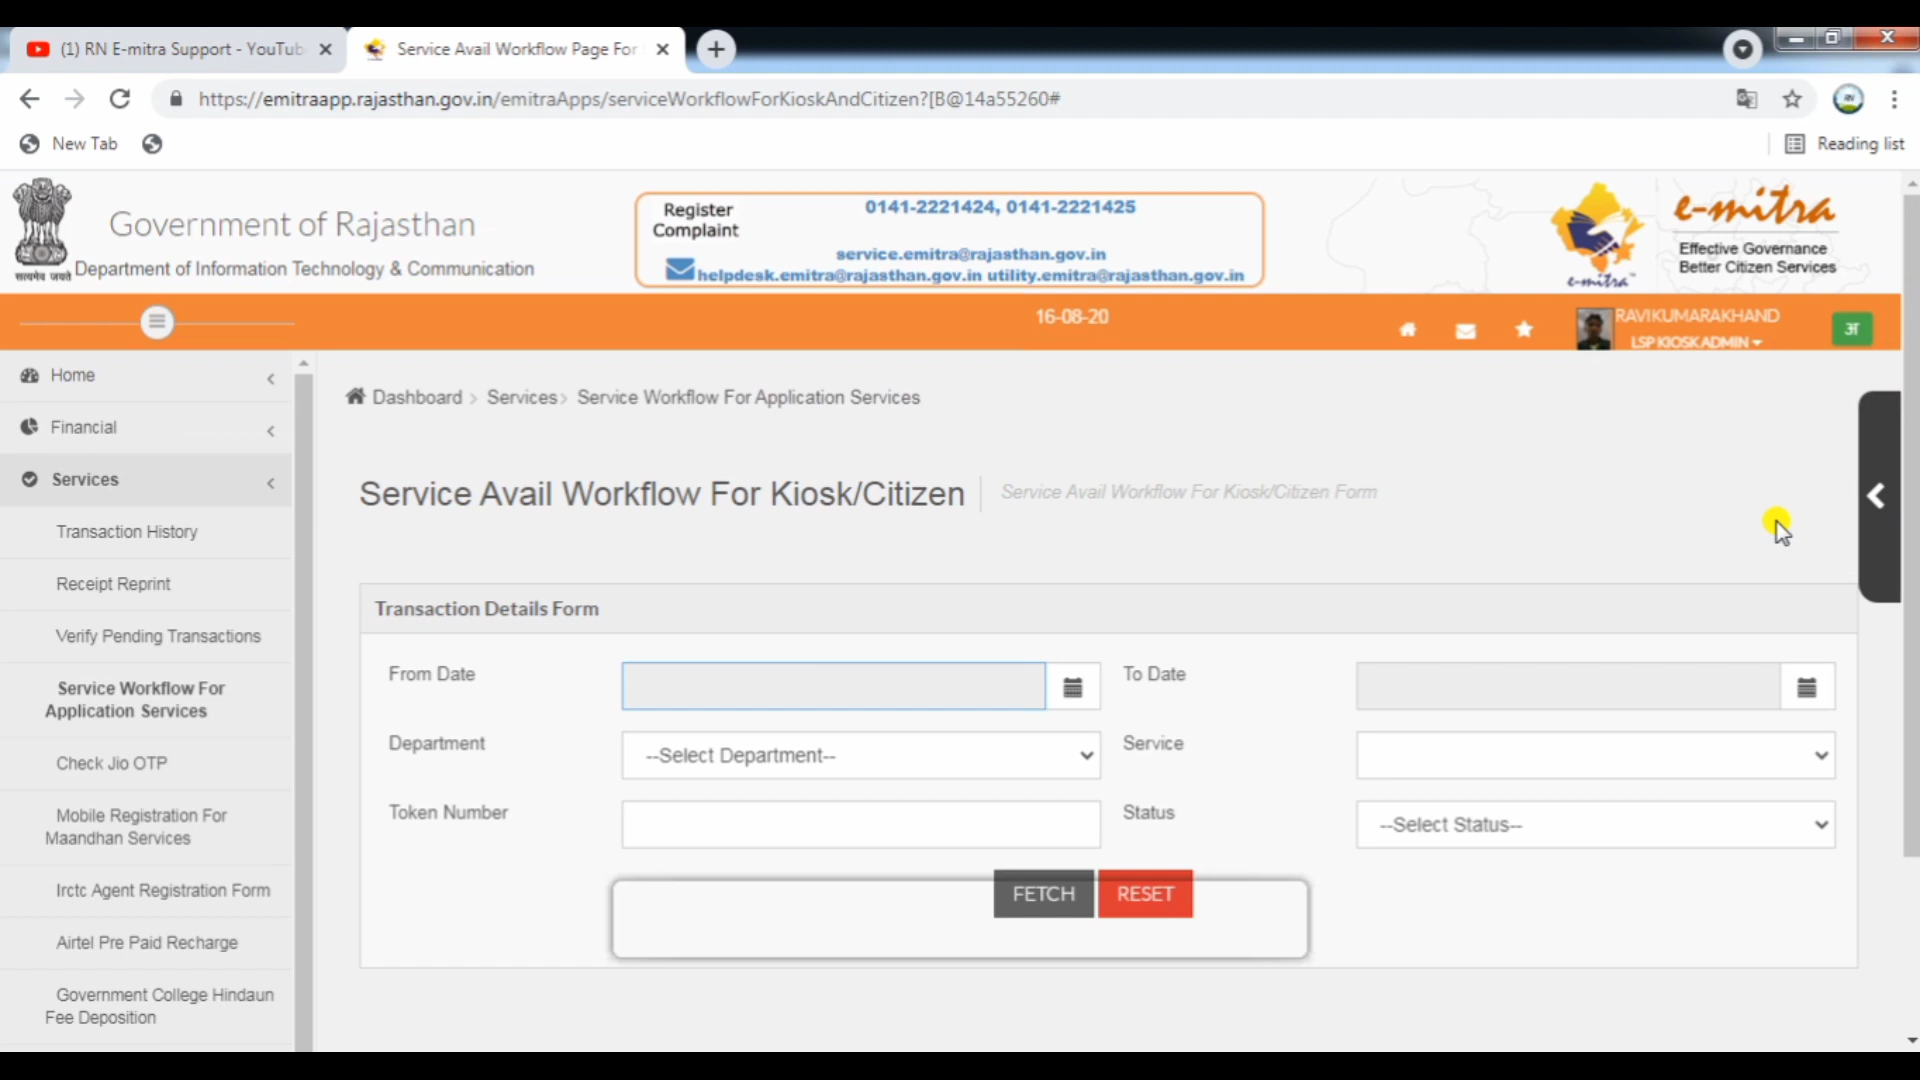 (1) RN E-mitra Support - YouTub
Service Avail Workflow Page For
https://emitraapp.rajasthan.gov.in/emitraApps/serviceWorkflowForKioskAndCitizen?[B@14a55260#
New Tab
Reading list
सत्यमेव जयते
Government of Rajasthan
Department of Information Technology & Communication
Register Complaint
0141-2221424, 0141-2221425
service.emitra@rajasthan.gov.in
helpdesk.emitra@rajasthan.gov.in utility.emitra@rajasthan.gov.in
e-mitra™
e-mitra
Effective Governance
Better Citizen Services
16-08-20
RAVIKUMARAKHAND
LSP KIOSK ADMIN
अ
Home
Financial
Services
Transaction History
Receipt Reprint
Verify Pending Transactions
Service Workflow For
Application Services
Check Jio OTP
Mobile Registration For
Maandhan Services
Irctc Agent Registration Form
Airtel Pre Paid Recharge
Government College Hindaun
Fee Deposition
Dashboard > Services > Service Workflow For Application Services
Service Avail Workflow For Kiosk/Citizen
Service Avail Workflow For Kiosk/Citizen Form
Transaction Details Form
From Date
To Date
Department
--Select Department--
Service
Token Number
Status
--Select Status--
FETCH
RESET